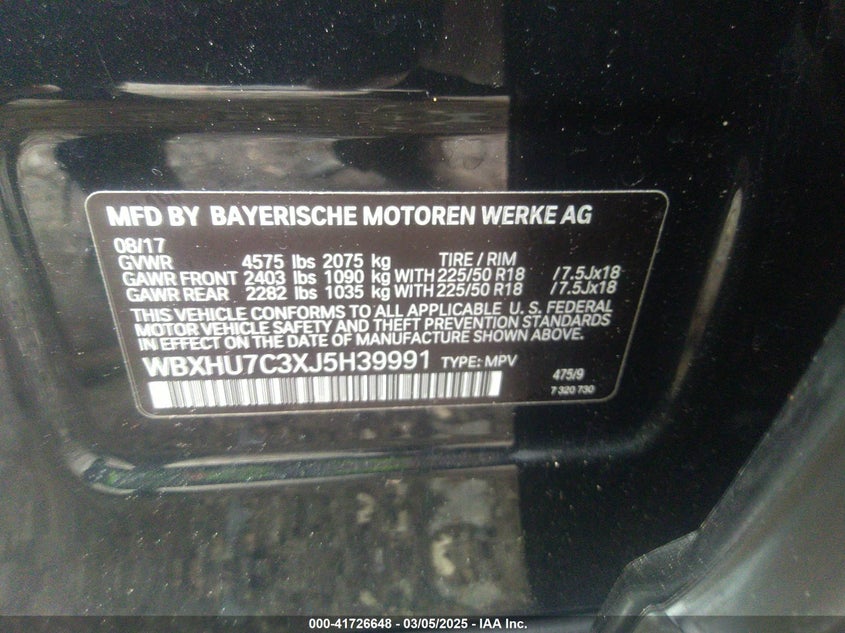 MFD BY BAYERISCHE MOTOREN WERKE AG
08/17
GVWR 4575 lbs 2075 kg TIRE / RIM
GAWR FRONT 2403 lbs 1090 kg WITH 225/50 R18 /7.5Jx18
GAWR REAR 2282 lbs 1035 kg WITH 225/50 R18 /7.5Jx18
THIS VEHICLE CONFORMS TO ALL APPLICABLE U. S. FEDERAL
MOTOR VEHICLE SAFETY AND THEFT PREVENTION STANDARDS
IN EFFECT ON THE DATE OF MANUFACTURE SHOWN ABOVE.
WBXHU7C3XJ5H39991 TYPE: MPV
475/9
7 320 730
000-41726648 - 03/05/2025 - IAA Inc.